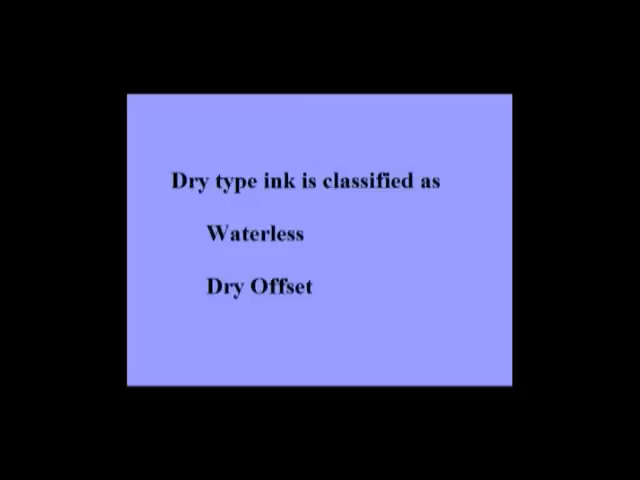 Dry type ink is classified as
Waterless
Dry Offset